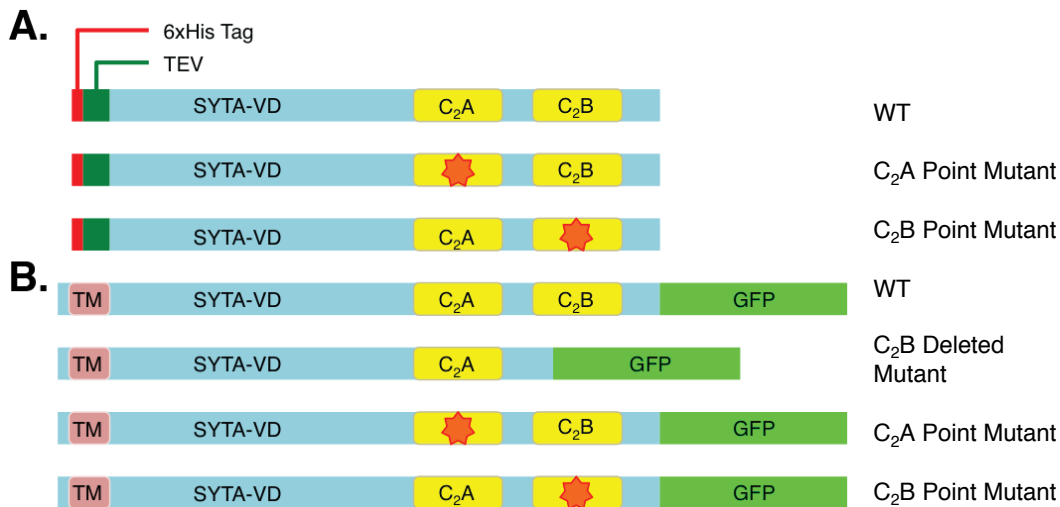 A.
6xHis Tag
TEV
SYTA-VD C₂A C₂B WT
SYTA-VD C₂B C₂A Point Mutant
SYTA-VD C₂A C₂B Point Mutant
B.
TM SYTA-VD C₂A C₂B GFP WT
TM SYTA-VD C₂A GFP C₂B Deleted
Mutant
TM SYTA-VD C₂B GFP C₂A Point Mutant
TM SYTA-VD C₂A GFP C₂B Point Mutant